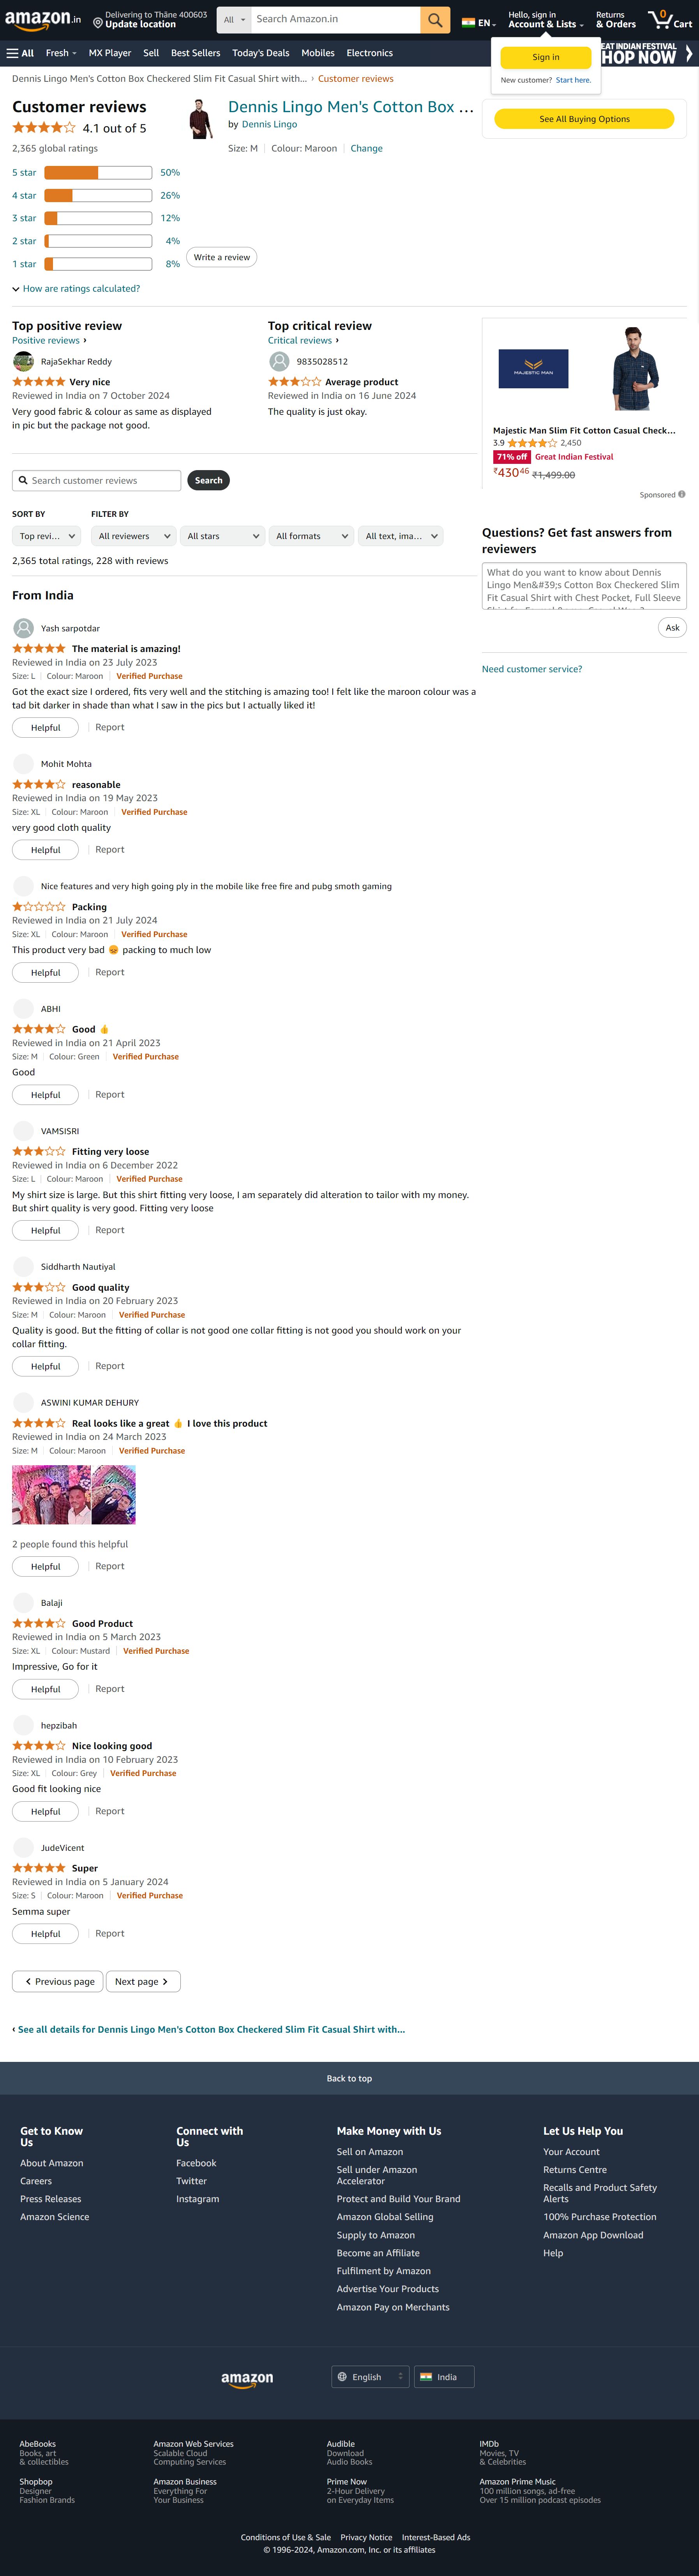 amazon.in
Delivering to Thāne 400603
Update location
All
Search Amazon.in
EN
Hello, sign in
Account & Lists
Returns
& Orders
0
Cart
All
Fresh
MX Player
Sell
Best Sellers
Today's Deals
Mobiles
Electronics
EAT INDIAN FESTIVAL
HOP NOW
Sign in
New customer? Start here.
Dennis Lingo Men's Cotton Box Checkered Slim Fit Casual Shirt with... › Customer reviews
Customer reviews
4.1 out of 5
2,365 global ratings
5 star 50%
4 star 26%
3 star 12%
2 star 4%
1 star 8%
How are ratings calculated?
Dennis Lingo Men's Cotton Box ...
by Dennis Lingo
Size: M | Colour: Maroon | Change
Write a review
See All Buying Options
Top positive review
Positive reviews ›
RajaSekhar Reddy
Very nice
Reviewed in India on 7 October 2024
Very good fabric & colour as same as displayed
in pic but the package not good.
Top critical review
Critical reviews ›
9835028512
Average product
Reviewed in India on 16 June 2024
The quality is just okay.
MAJESTIC MAN
Majestic Man Slim Fit Cotton Casual Check...
3.9 2,450
71% off Great Indian Festival
₹43046 ₹1,499.00
Sponsored
Search customer reviews
Search
SORT BY
FILTER BY
Top revi...
All reviewers
All stars
All formats
All text, ima...
2,365 total ratings, 228 with reviews
Questions? Get fast answers from
reviewers
What do you want to know about Dennis
Lingo Men&#39;s Cotton Box Checkered Slim
Fit Casual Shirt with Chest Pocket, Full Sleeve
Ask
Need customer service?
From India
Yash sarpotdar
The material is amazing!
Reviewed in India on 23 July 2023
Size: L | Colour: Maroon | Verified Purchase
Got the exact size I ordered, fits very well and the stitching is amazing too! I felt like the maroon colour was a
tad bit darker in shade than what I saw in the pics but I actually liked it!
Helpful | Report
Mohit Mohta
reasonable
Reviewed in India on 19 May 2023
Size: XL | Colour: Maroon | Verified Purchase
very good cloth quality
Helpful | Report
Nice features and very high going ply in the mobile like free fire and pubg smoth gaming
Packing
Reviewed in India on 21 July 2024
Size: XL | Colour: Maroon | Verified Purchase
This product very bad 😡 packing to much low
Helpful | Report
ABHI
Good 👍
Reviewed in India on 21 April 2023
Size: M | Colour: Green | Verified Purchase
Good
Helpful | Report
VAMSISRI
Fitting very loose
Reviewed in India on 6 December 2022
Size: L | Colour: Maroon | Verified Purchase
My shirt size is large. But this shirt fitting very loose, I am separately did alteration to tailor with my money.
But shirt quality is very good. Fitting very loose
Helpful | Report
Siddharth Nautiyal
Good quality
Reviewed in India on 20 February 2023
Size: M | Colour: Maroon | Verified Purchase
Quality is good. But the fitting of collar is not good one collar fitting is not good you should work on your
collar fitting.
Helpful | Report
ASWINI KUMAR DEHURY
Real looks like a great 👍 I love this product
Reviewed in India on 24 March 2023
Size: M | Colour: Maroon | Verified Purchase
2 people found this helpful
Helpful | Report
Balaji
Good Product
Reviewed in India on 5 March 2023
Size: XL | Colour: Mustard | Verified Purchase
Impressive, Go for it
Helpful | Report
hepzibah
Nice looking good
Reviewed in India on 10 February 2023
Size: XL | Colour: Grey | Verified Purchase
Good fit looking nice
Helpful | Report
JudeVicent
Super
Reviewed in India on 5 January 2024
Size: S | Colour: Maroon | Verified Purchase
Semma super
Helpful | Report
Previous page
Next page
‹ See all details for Dennis Lingo Men's Cotton Box Checkered Slim Fit Casual Shirt with...
Back to top
Get to Know
Us
About Amazon
Careers
Press Releases
Amazon Science
Connect with
Us
Facebook
Twitter
Instagram
Make Money with Us
Sell on Amazon
Sell under Amazon
Accelerator
Protect and Build Your Brand
Amazon Global Selling
Supply to Amazon
Become an Affiliate
Fulfilment by Amazon
Advertise Your Products
Amazon Pay on Merchants
Let Us Help You
Your Account
Returns Centre
Recalls and Product Safety
Alerts
100% Purchase Protection
Amazon App Download
Help
amazon
English
India
AbeBooks
Books, art
& collectibles
Amazon Web Services
Scalable Cloud
Computing Services
Audible
Download
Audio Books
IMDb
Movies, TV
& Celebrities
Shopbop
Designer
Fashion Brands
Amazon Business
Everything For
Your Business
Prime Now
2-Hour Delivery
on Everyday Items
Amazon Prime Music
100 million songs, ad-free
Over 15 million podcast episodes
Conditions of Use & Sale
Privacy Notice
Interest-Based Ads
© 1996-2024, Amazon.com, Inc. or its affiliates